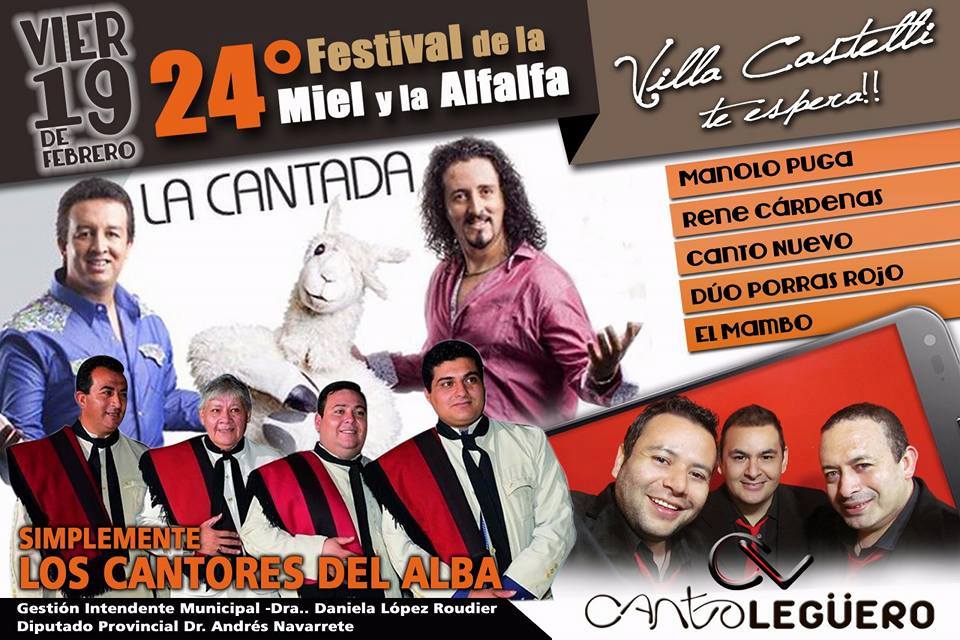 VIER
19
DE
FEBRERO
24° Festival de la
Miel y la Alfalfa
Villa Castelli
te espera!!
LA CANTADA
MANOLO PUGA
RENE CÁRDENAS
CANTO NUEVO
DÚO PORRAS ROJO
EL MAMBO
SIMPLEMENTE
LOS CANTORES DEL ALBA
Gestión Intendente Municipal -Dra.. Daniela López Roudier
Diputado Provincial Dr. Andrés Navarrete
CANTO LEGÜERO